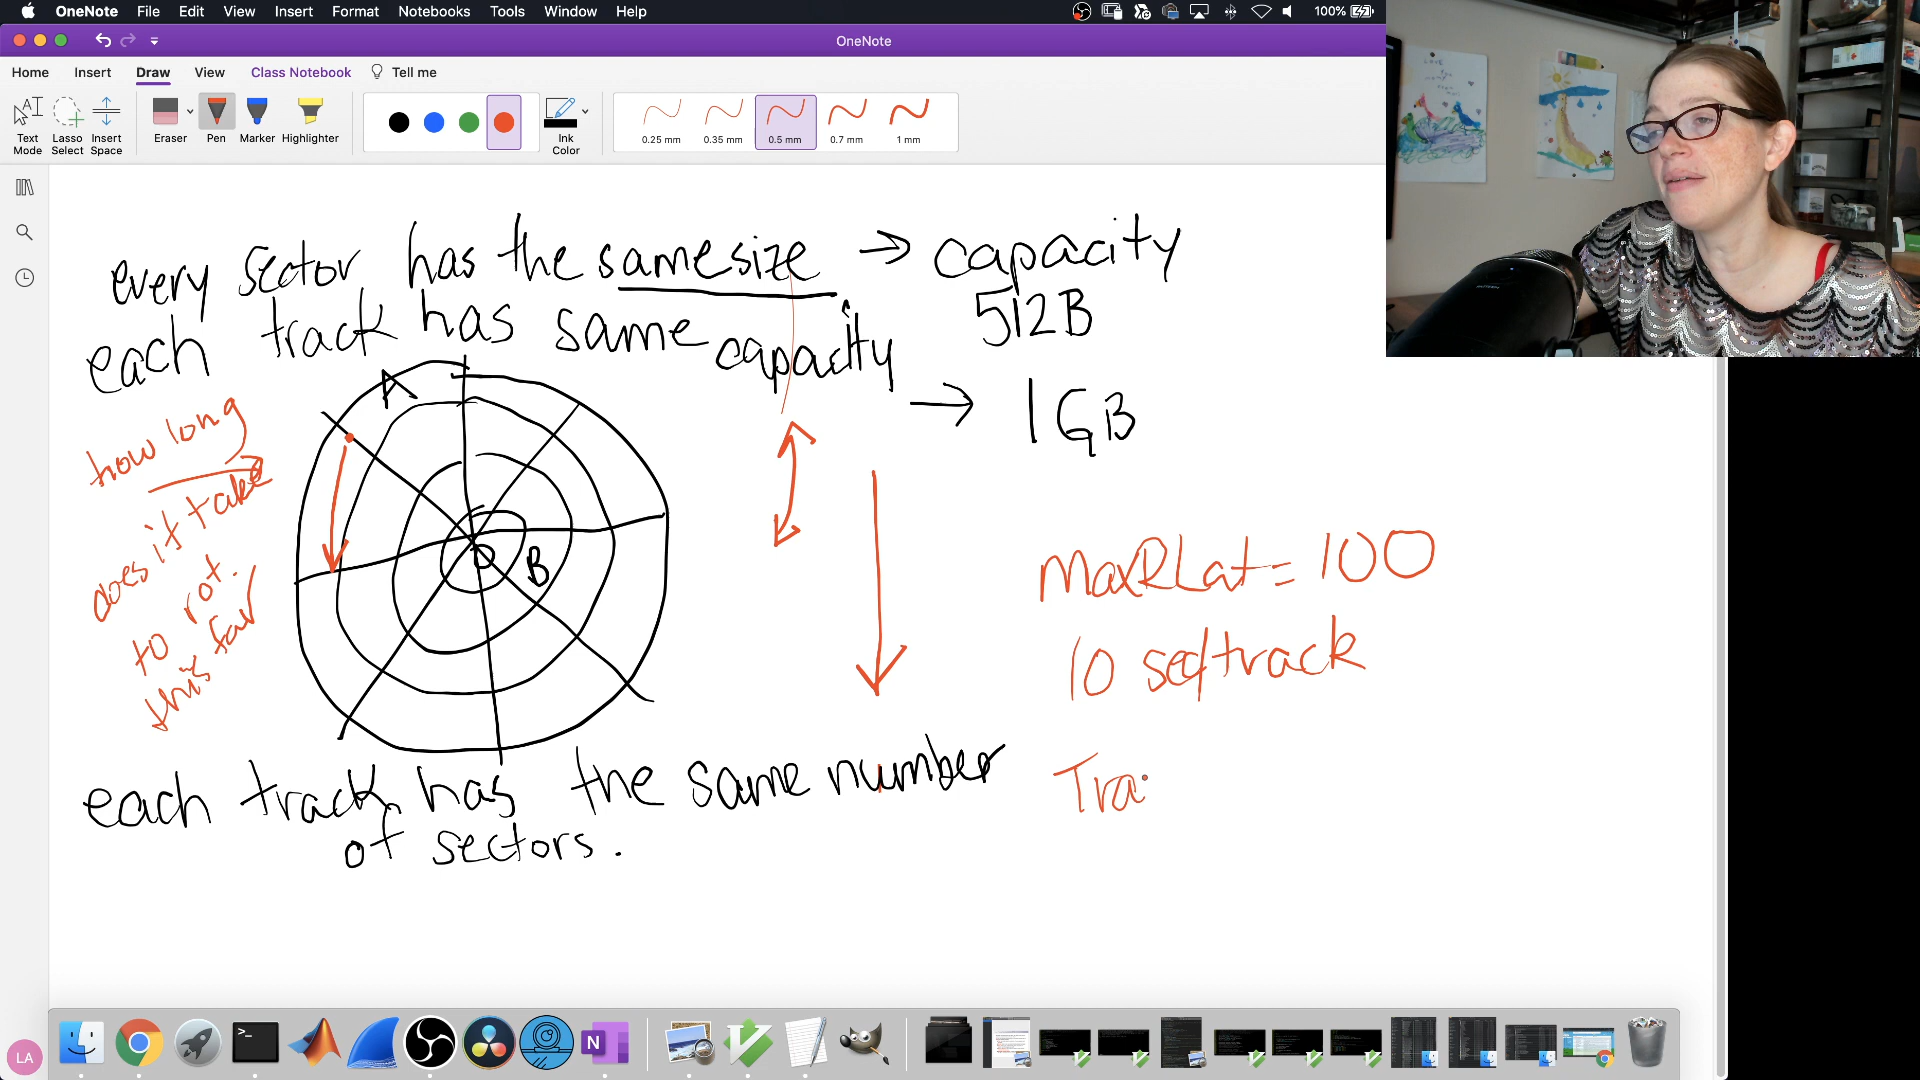 OneNote File Edit View Insert Format Notebooks Tools Window Help
100%
OneNote
Home Insert Draw View Class Notebook Tell me
Text Mode
Lasso Select
Insert Space
Eraser
Pen
Marker
Highlighter
Ink Color
0.25 mm
0.35 mm
0.5 mm
0.7 mm
1 mm
every sector has the same size → capacity
512B
each track has same capacity → 1GB
A
B
how long
does it take
to rot.
this far
MaxRLat = 100
10 sec/track
Tra
each track has the same number
of sectors.
LA
N
>_